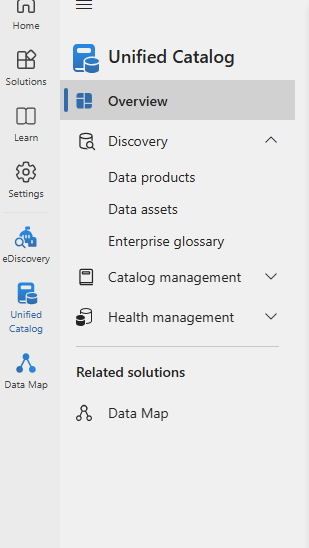 Home
Solutions
Learn
Settings
eDiscovery
Unified
Catalog
Data Map
Unified Catalog
Overview
Discovery
Data products
Data assets
Enterprise glossary
Catalog management
Health management
Related solutions
Data Map